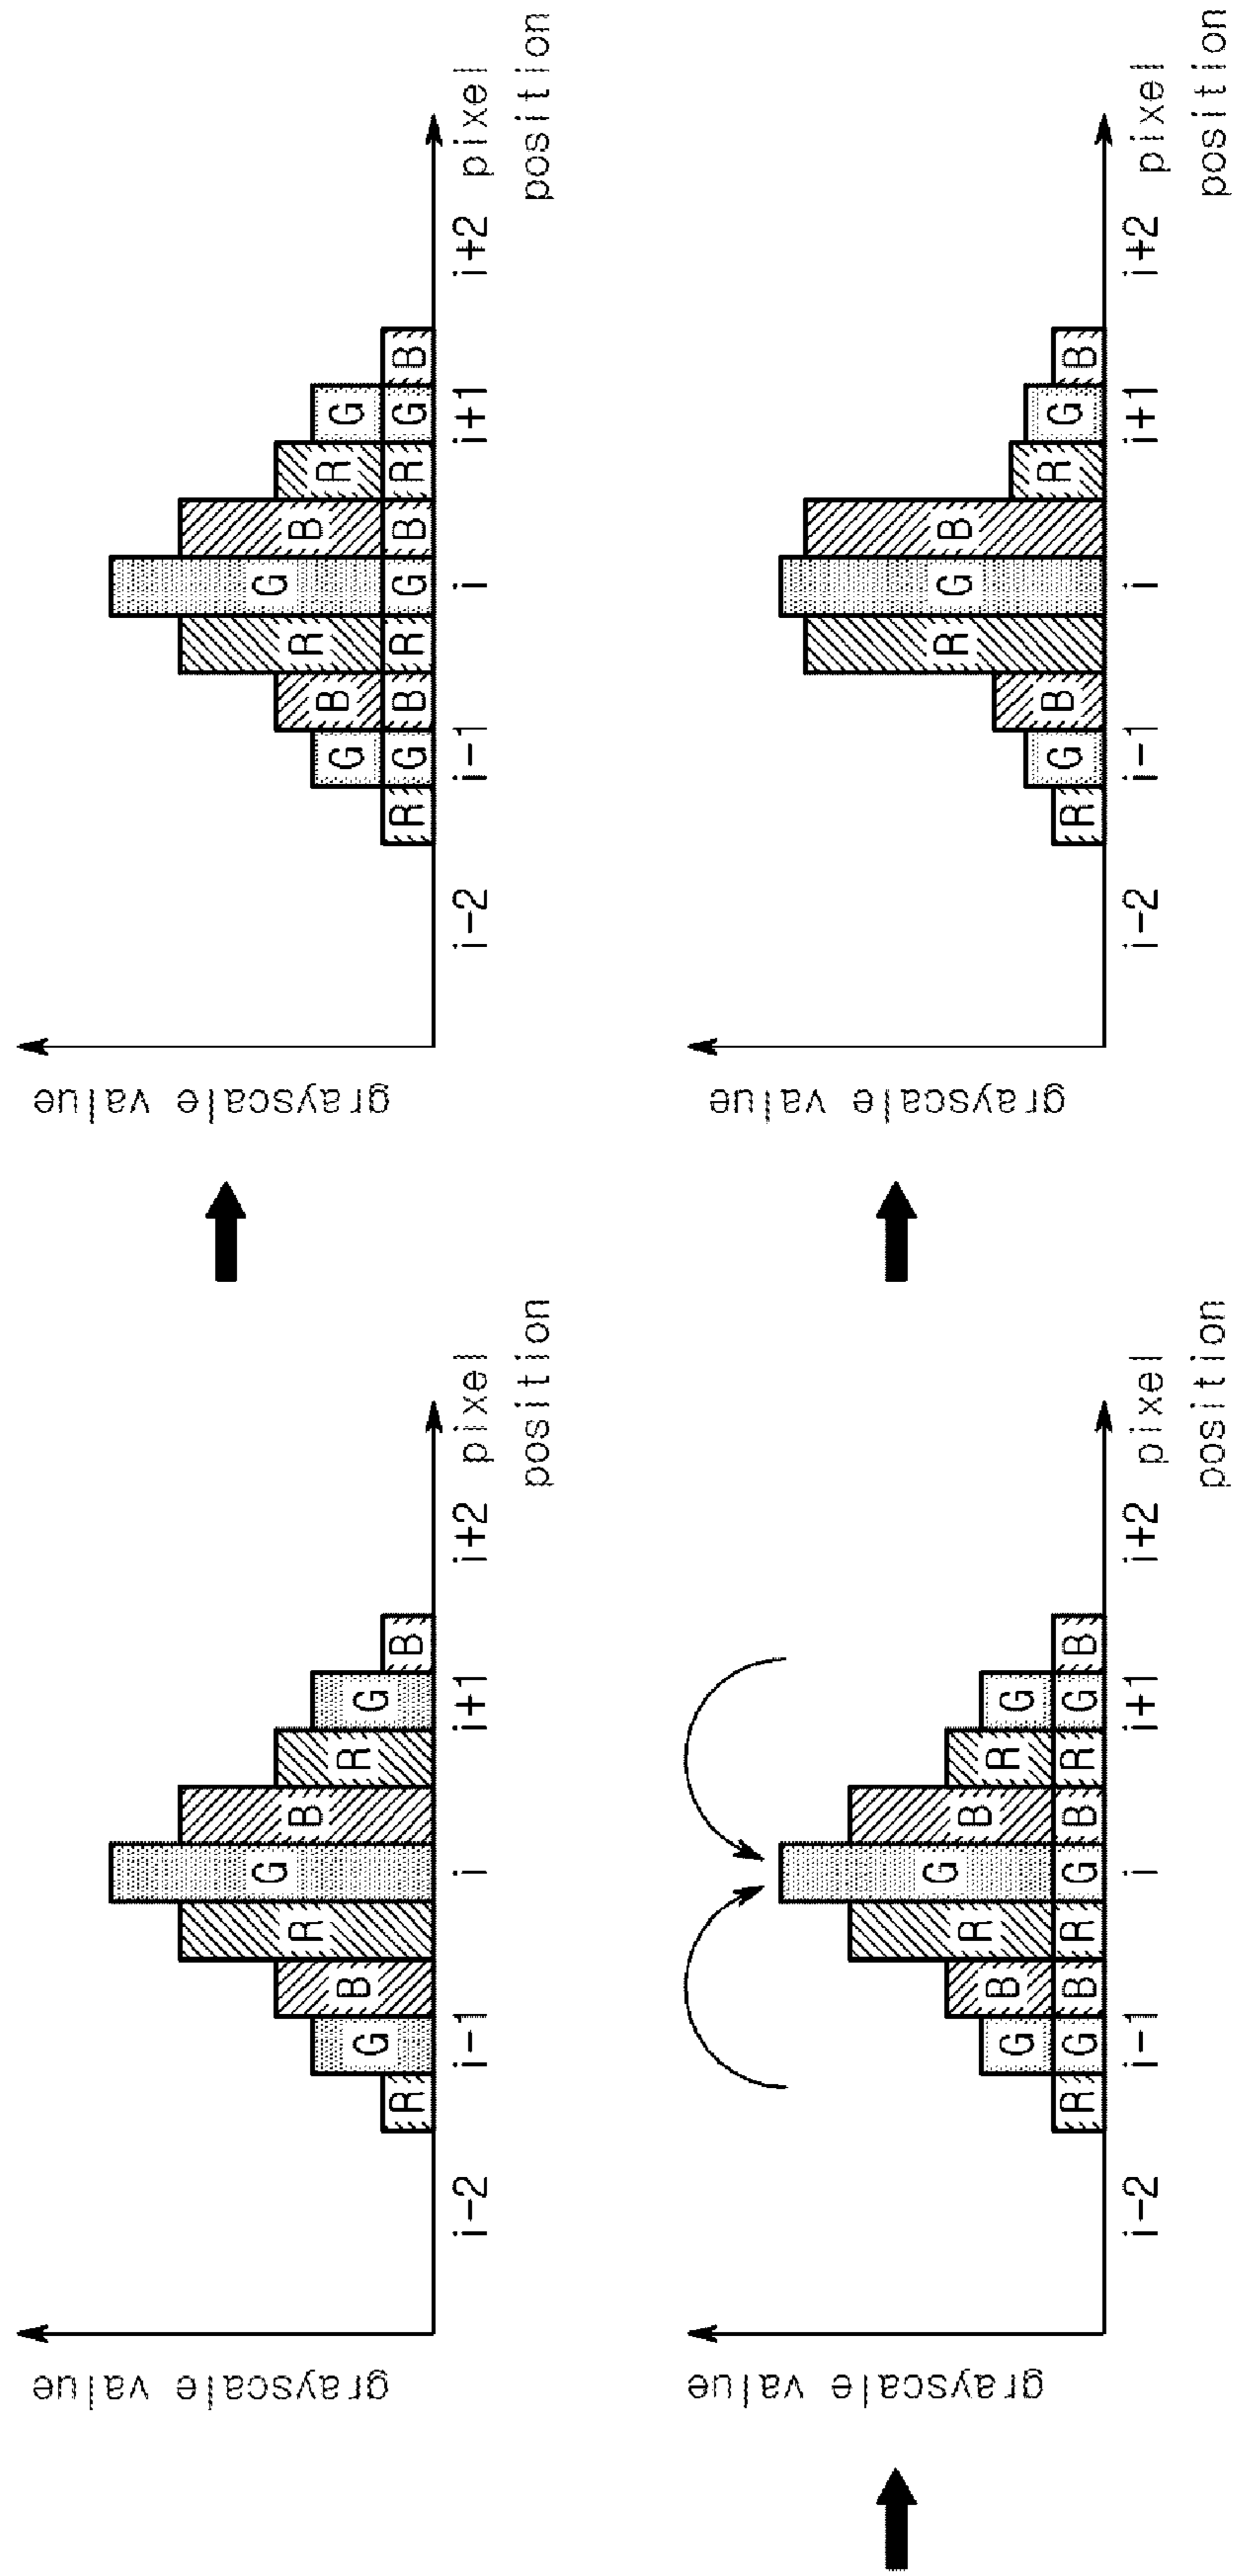 grayscale value
R G B R G B R G B
i-2 i-1 i i+1 i+2 pixel
position
grayscale value
G B R G B R G
R G B R G B R G B
i-2 i-1 i i+1 i+2 pixel
position
grayscale value
G B R G B R G
R G B R G B R G B
i-2 i-1 i i+1 i+2 pixel
position
grayscale value
R G B R G B R G B
i-2 i-1 i i+1 i+2 pixel
position